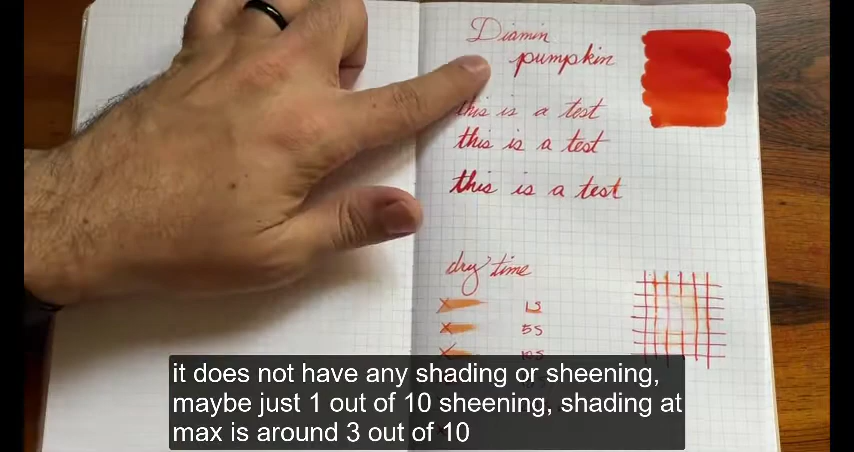 Diamin
pumpkin
this is a test
this is a test
this is a test
dry time
1s
5s
10s
it does not have any shading or sheening,
maybe just 1 out of 10 sheening, shading at
max is around 3 out of 10